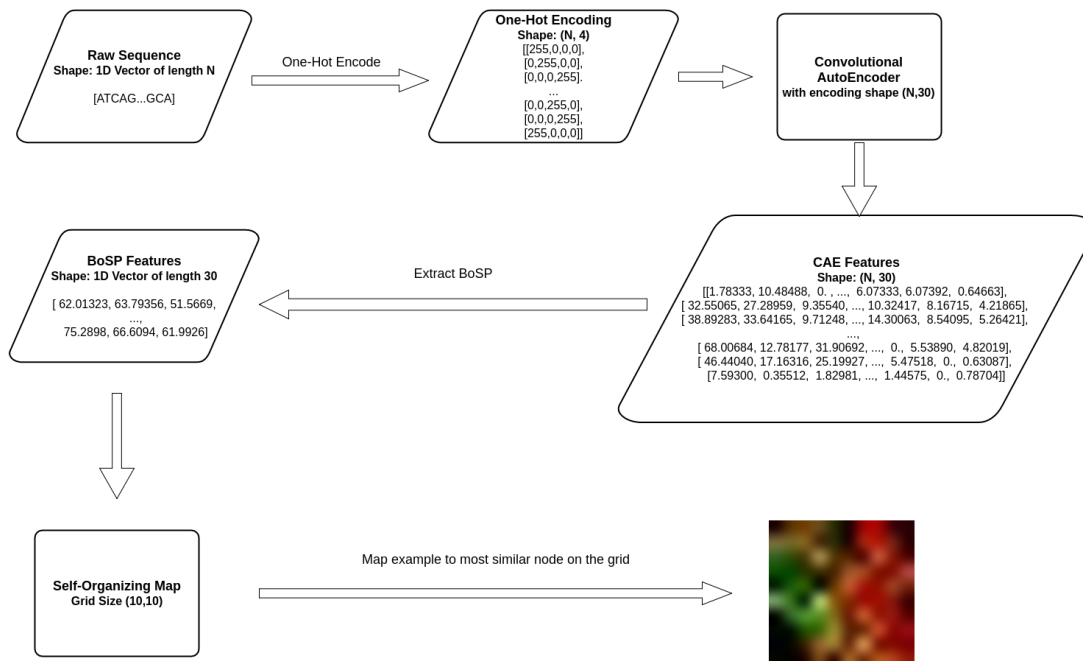 Raw Sequence
Shape: 1D Vector of length N
[ATCAG...GCA]
One-Hot Encode
One-Hot Encoding
Shape: (N, 4)
[[255,0,0,0],
[0,255,0,0],
[0,0,0,255].
...
[0,0,255,0],
[0,0,0,255],
[255,0,0,0]]
Convolutional
AutoEncoder
with encoding shape (N,30)
CAE Features
Shape: (N, 30)
[[1.78333, 10.48488, 0. , ..., 6.07333, 6.07392, 0.64663],
[ 32.55065, 27.28959, 9.35540, ..., 10.32417, 8.16715, 4.21865]
[ 38.89283, 33.64165, 9.71248, ..., 14.30063, 8.54095, 5.26421],
...,
[ 68.00684, 12.78177, 31.90692, ..., 0., 5.53890, 4.82019],
[ 46.44040, 17.16316, 25.19927, ..., 5.47518, 0., 0.63087],
[7.59300, 0.35512, 1.82981, ..., 1.44575, 0., 0.78704]]
Extract BoSP
BoSP Features
Shape: 1D Vector of length 30
[ 62.01323, 63.79356, 51.5669,
...,
75.2898, 66.6094, 61.9926]
Self-Organizing Map
Grid Size (10,10)
Map example to most similar node on the grid